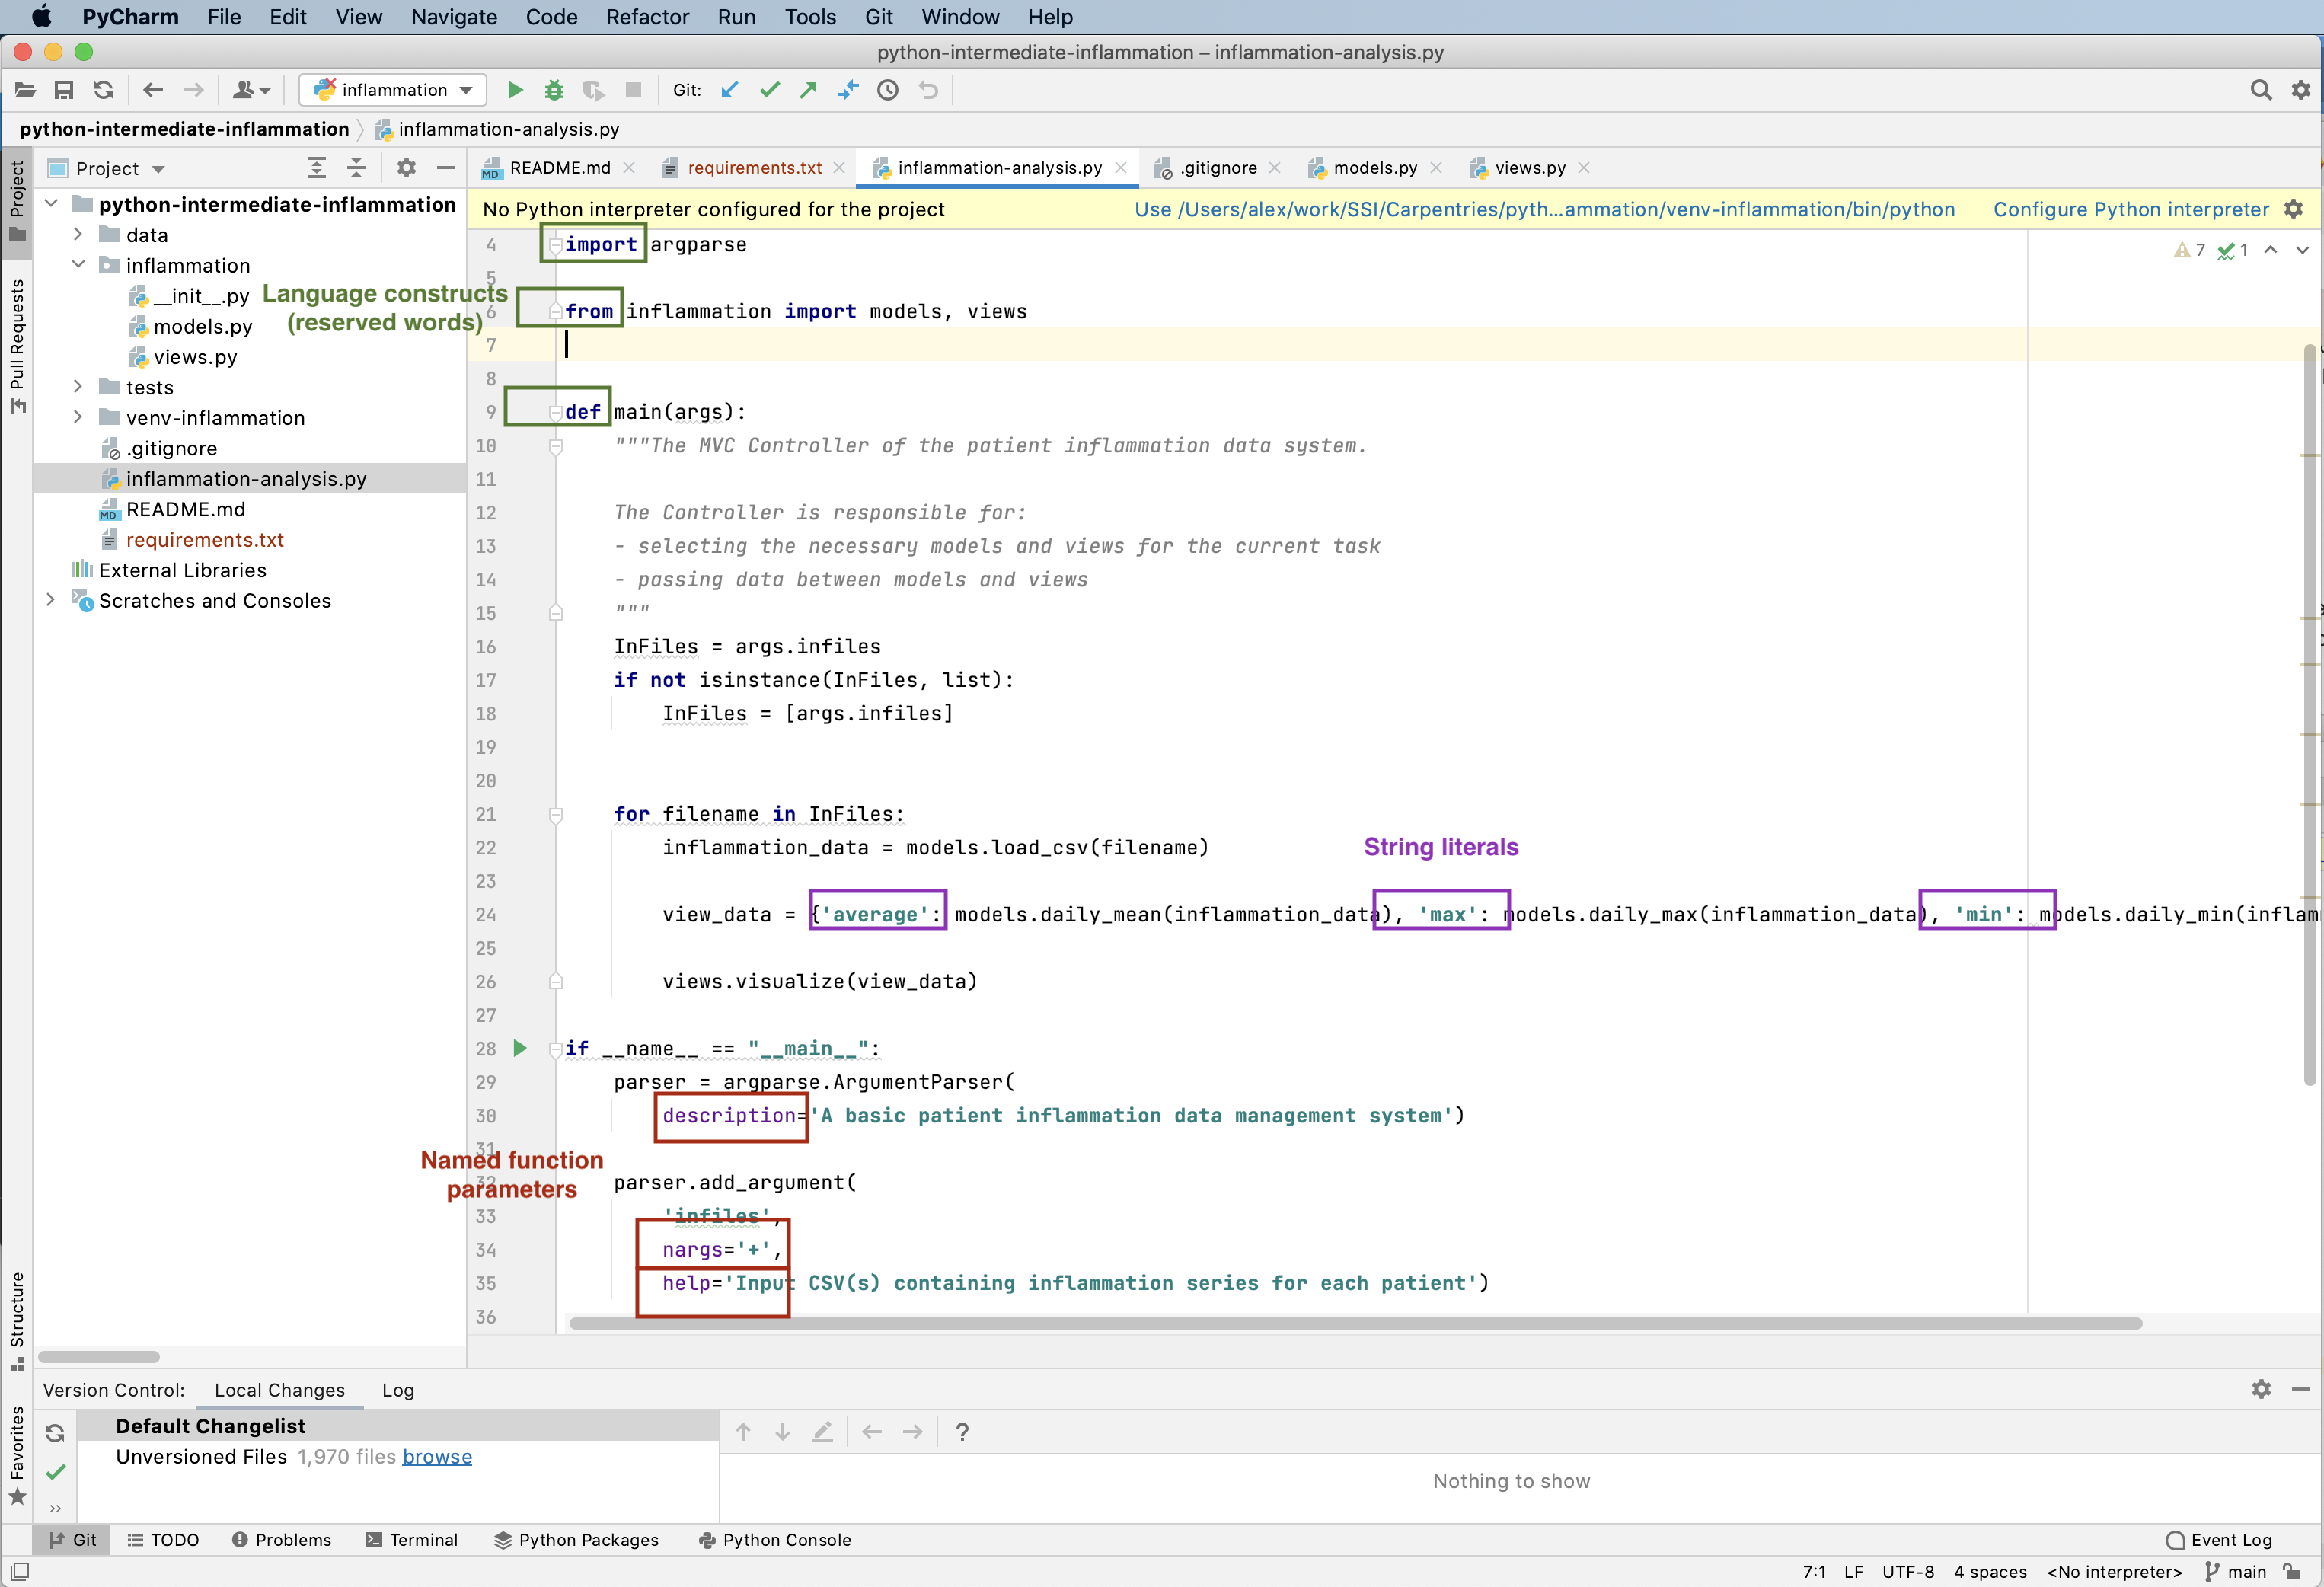 PyCharm File Edit View Navigate Code Refactor Run Tools Git Window Help
python-intermediate-inflammation – inflammation-analysis.py
inflammation Git:
python-intermediate-inflammation inflammation-analysis.py
Project
README.md requirements.txt inflammation-analysis.py .gitignore models.py views.py
No Python interpreter configured for the project Use /Users/alex/work/SSI/Carpentries/pyth...ammation/venv-inflammation/bin/python Configure Python interpreter
Project
Pull Requests
Structure
Favorites
python-intermediate-inflammation
data
inflammation
__init__.py
models.py
views.py
tests
venv-inflammation
.gitignore
inflammation-analysis.py
README.md
requirements.txt
External Libraries
Scratches and Consoles
Language constructs
(reserved words)
7 1
4 import argparse
5
6 from inflammation import models, views
7
8
9 def main(args):
10 """The MVC Controller of the patient inflammation data system.
11
12 The Controller is responsible for:
13 - selecting the necessary models and views for the current task
14 - passing data between models and views
15 """
16 InFiles = args.infiles
17 if not isinstance(InFiles, list):
18 InFiles = [args.infiles]
19
20
21 for filename in InFiles:
22 inflammation_data = models.load_csv(filename)
String literals
23
24 view_data = {'average': models.daily_mean(inflammation_data), 'max': models.daily_max(inflammation_data), 'min': models.daily_min(inflam
25
26 views.visualize(view_data)
27
28 if __name__ == "__main__":
29 parser = argparse.ArgumentParser(
30 description='A basic patient inflammation data management system')
31
Named function
parameters
32 parser.add_argument(
33 'infiles',
34 nargs='+',
35 help='Input CSV(s) containing inflammation series for each patient')
36
Version Control: Local Changes Log
Default Changelist
Unversioned Files 1,970 files browse
?
Nothing to show
Git TODO Problems Terminal Python Packages Python Console Event Log
7:1 LF UTF-8 4 spaces <No interpreter> main